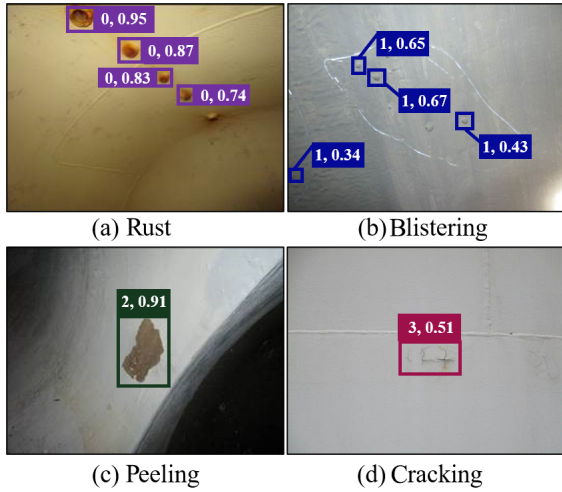 0, 0.95
0, 0.87
0, 0.83
0, 0.74
(a) Rust
1, 0.65
1, 0.67
1, 0.43
1, 0.34
(b) Blistering
2, 0.91
(c) Peeling
3, 0.51
(d) Cracking